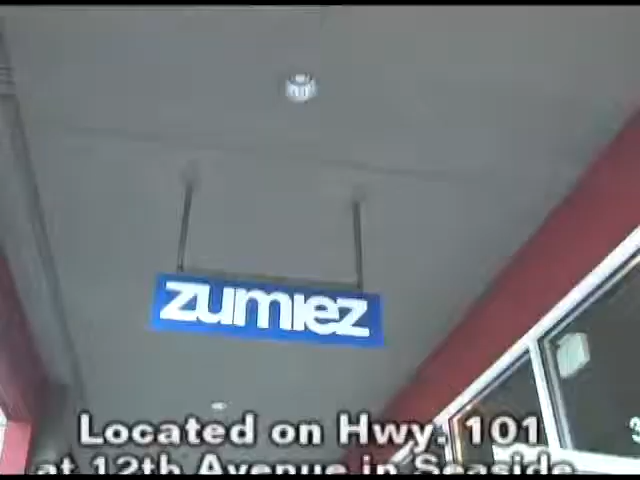 zumiez
Located on Hwy. 101
at 12th Avenue in Seaside